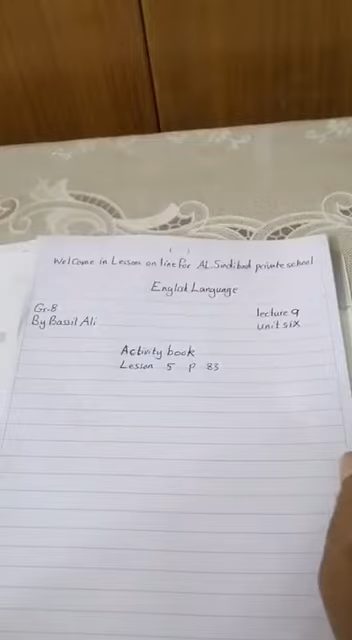 Welcome in Lesson on line for AL Sindibad private school
English Language
Gr.8
lecture 9
By Bassil Ali
unit six
Activity book
Lesson 5 p 83